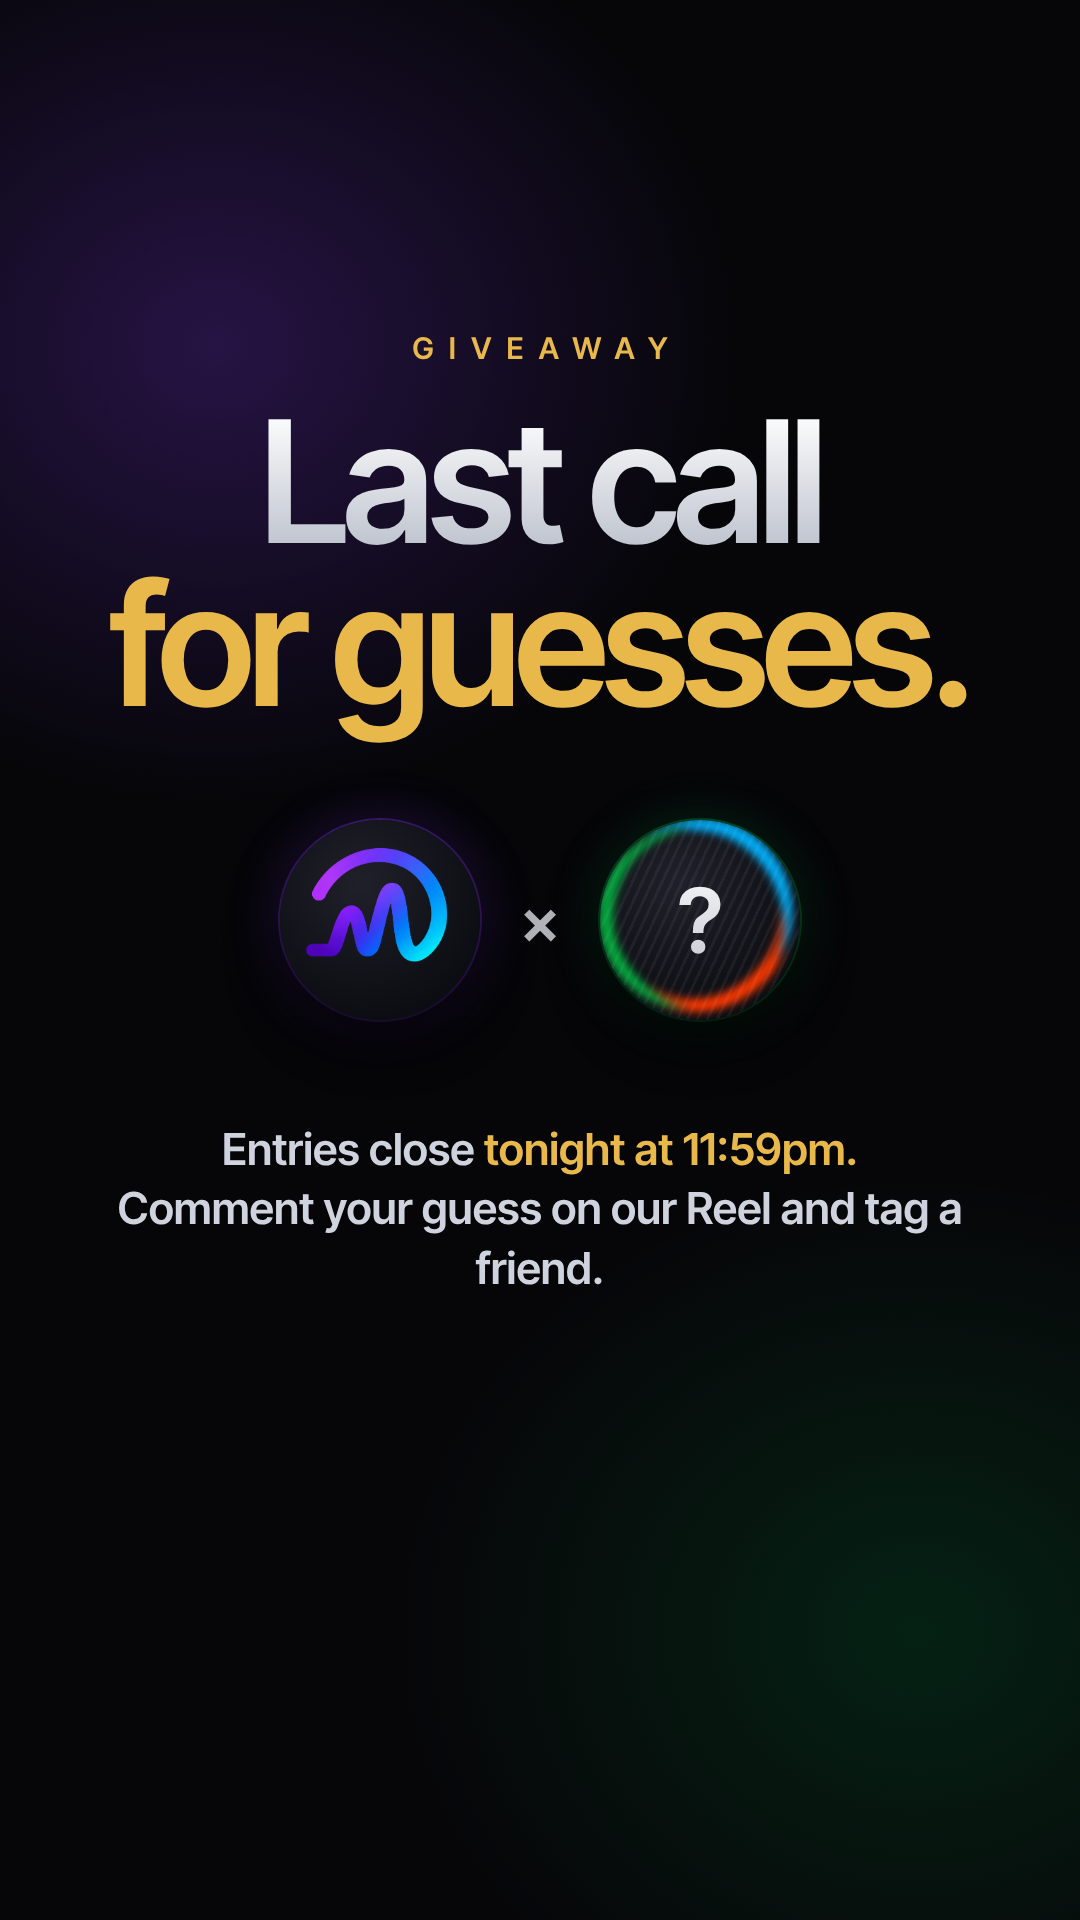 GIVEAWAY
Last call
for guesses.
×
?
Entries close tonight at 11:59pm.
Comment your guess on our Reel and tag a
friend.